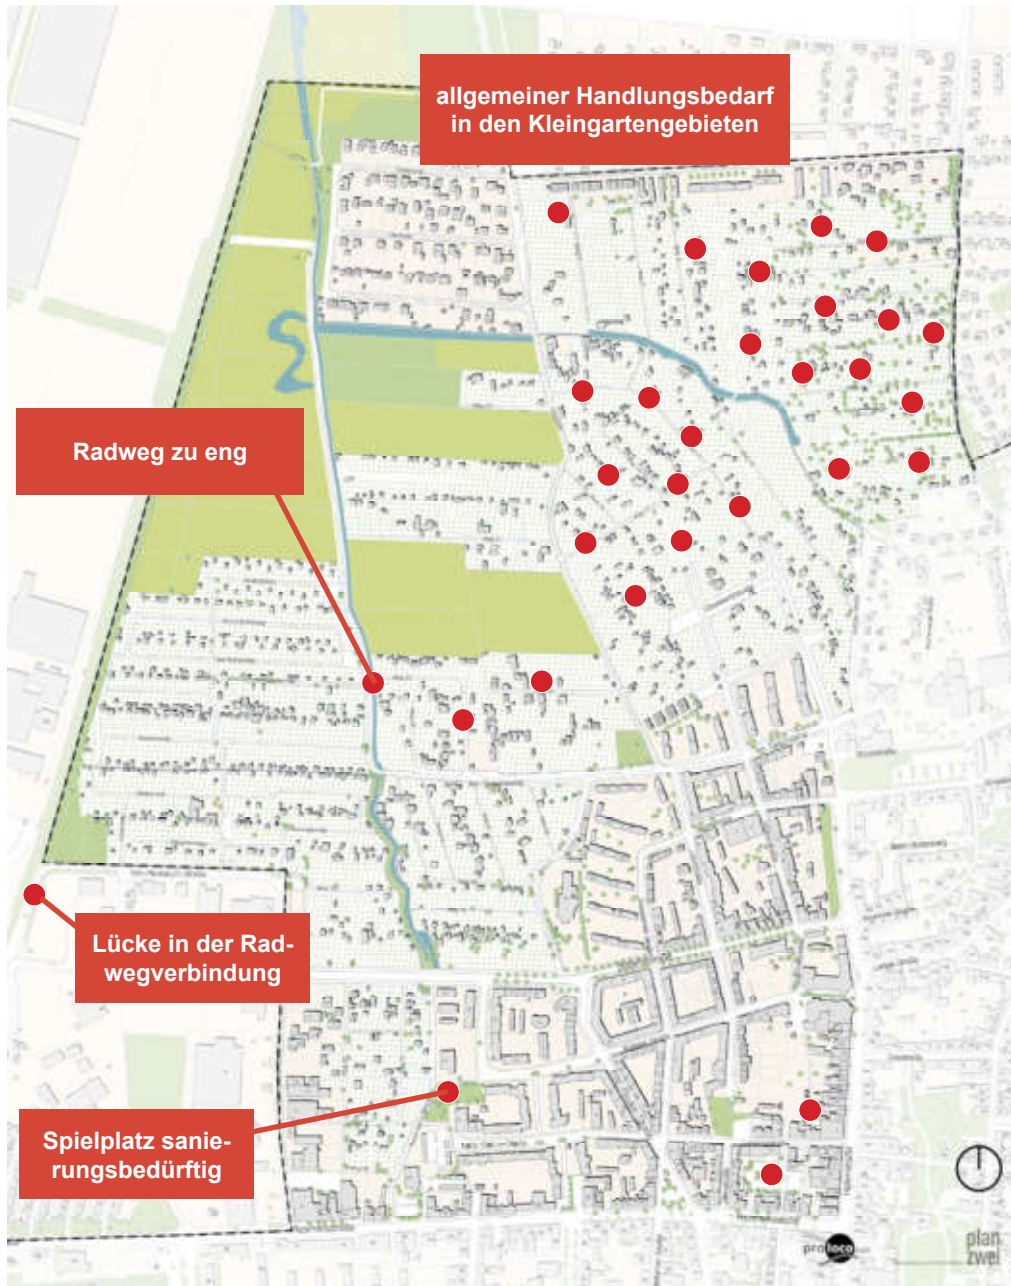 allgemeiner Handlungsbedarf
in den Kleingartengebieten
Radweg zu eng
Lücke in der Rad-
wegverbindung
Spielplatz sanie-
rungsbedürftig
proloco
plan
zwei